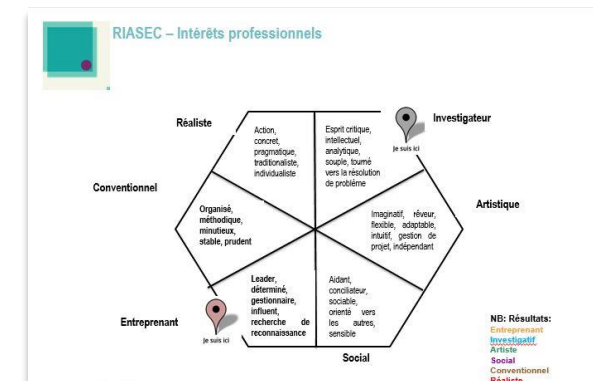 RIASEC – Intérêts professionnels
Réaliste
Action,
concret,
pragmatique,
traditionaliste,
individualiste
Esprit critique,
intellectuel,
analytique,
souple, tourné
vers la résolution
de problème
Je suis ici
Investigateur
Conventionnel
Organisé,
méthodique,
minutieux,
stable, prudent
Imaginatif, rêveur,
flexible, adaptable,
intuitif, gestion de
projet, indépendant
Artistique
Entreprenant
Je suis ici
Leader,
déterminé,
gestionnaire,
influent,
recherche de
reconnaissance
Aidant,
conciliateur,
sociable,
orienté vers
les autres,
sensible
Social
NB: Résultats:
Entreprenant
Investigatif
Artiste
Social
Conventionnel
Réaliste